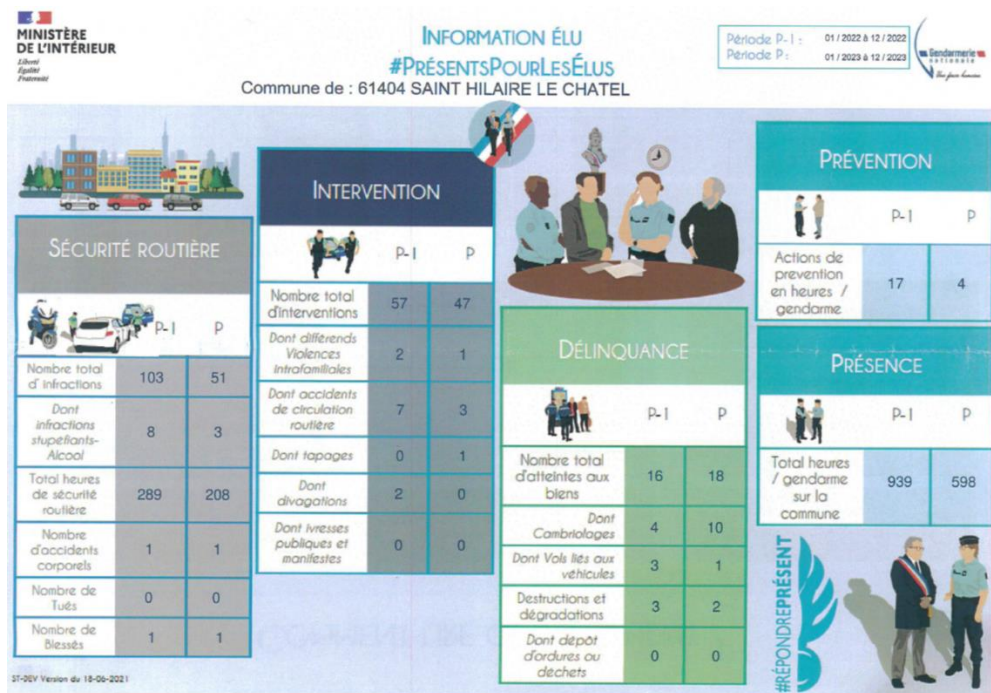 MINISTÈRE
DE L'INTÉRIEUR
Liberté
Égalité
Fraternité
INFORMATION ÉLU
#PRÉSENTSPOURLESÉLUS
Commune de : 61404 SAINT HILAIRE LE CHATEL
Période P-1 : 01 / 2022 à 12 / 2022
Période P : 01 / 2023 à 12 / 2023
Gendarmerie
nationale
Une force humaine
SÉCURITÉ ROUTIÈRE
P-1 P
Nombre total
d'infractions 103 51
Dont
infractions
stupéfiants-
Alcool 8 3
Total heures
de sécurité
routière 289 208
Nombre
d'accidents
corporels 1 1
Nombre de
Tués 0 0
Nombre de
Blessés 1 1
INTERVENTION
P-1 P
Nombre total
d'interventions 57 47
Dont différends
Violences
intrafamiliales 2 1
Dont accidents
de circulation
routière 7 3
Dont tapages 0 1
Dont
divagations 2 0
Dont ivresses
publiques et
manifestes 0 0
DÉLINQUANCE
P-1 P
Nombre total
d'atteintes aux
biens 16 18
Dont
Cambriolages 4 10
Dont Vols liés aux
véhicules 3 1
Destructions et
dégradations 3 2
Dont dépôt
d'ordures ou
déchets 0 0
PRÉVENTION
P-1 P
Actions de
prevention
en heures /
gendarme 17 4
PRÉSENCE
P-1 P
Total heures
/ gendarme
sur la
commune 939 598
#RÉPONDREPRÉSENT
ST-DEV Version du 18-06-2021